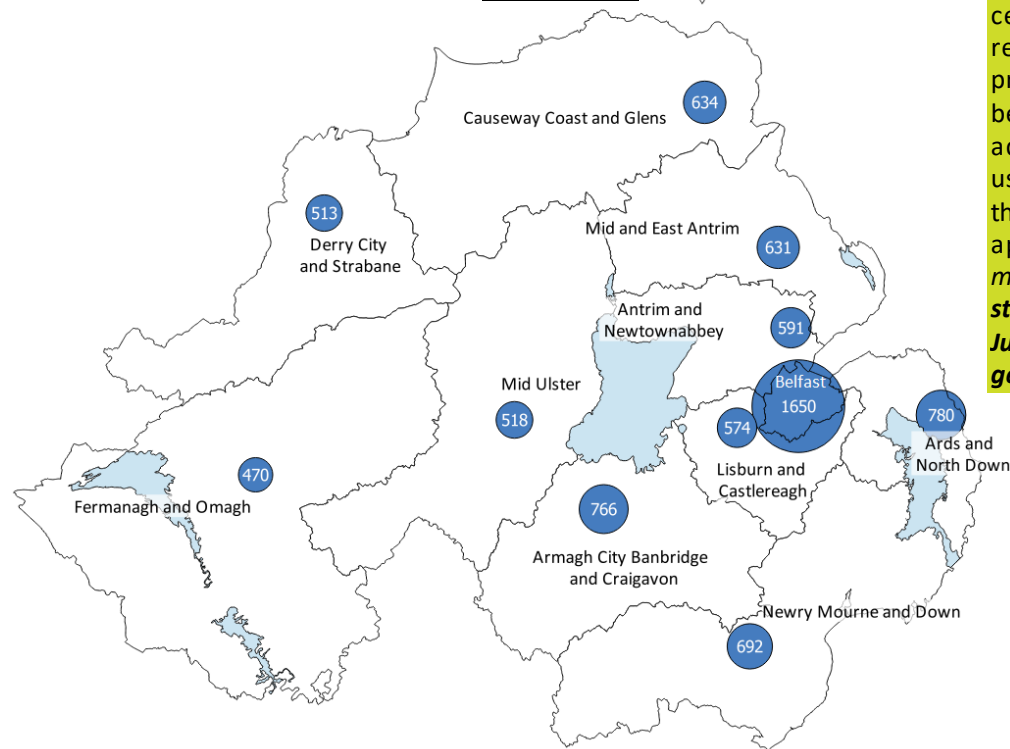 634
Causeway Coast and Glens
513
Derry City
and Strabane
Mid and East Antrim
631
Antrim and
Newtownabbey
591
Mid Ulster
518
Belfast
1650
574
Lisburn and
Castlereagh
780
Ards and
North Down
470
Fermanagh and Omagh
766
Armagh City Banbridge
and Craigavon
Newry Mourne and Down
692